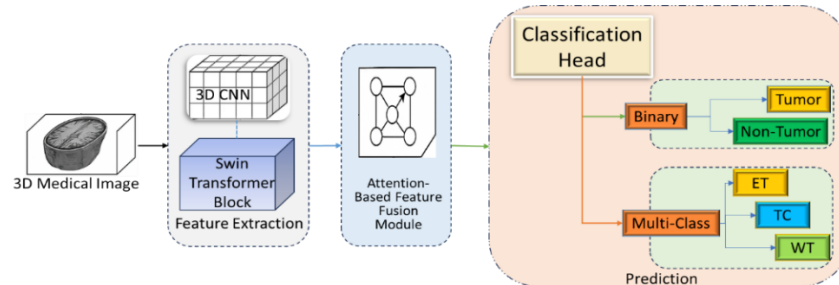 3D Medical Image
3D CNN
Swin
Transformer
Block
Feature Extraction
Attention-
Based Feature
Fusion
Module
Classification
Head
Binary
Tumor
Non-Tumor
Multi-Class
ET
TC
WT
Prediction